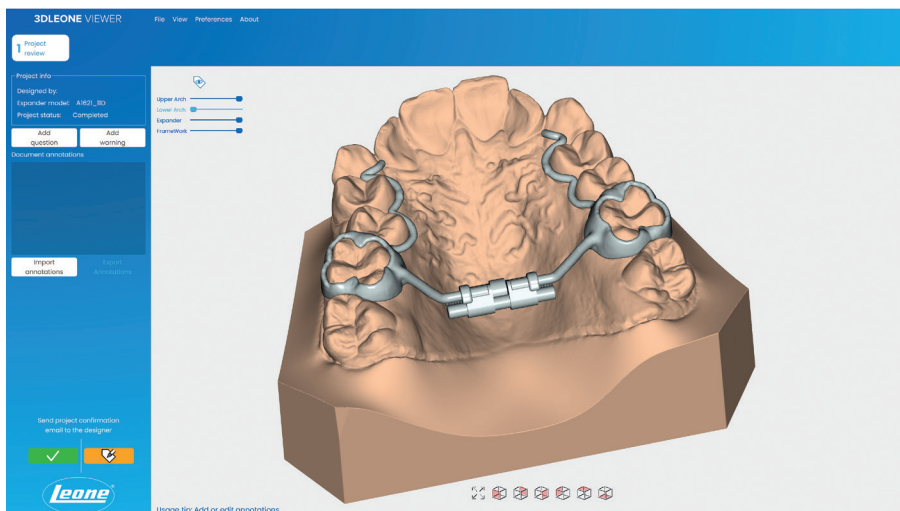 3DLEONE VIEWER
File View Preferences About
1 Project
review
Project info
Designed by:
Expander model: A1621_11D
Project status: Completed
Add
question
Add
warning
Document annotations
Import
annotations
Export
Annotations
Send project confirmation
email to the designer
Leone
Upper Arch
Lower Arch
Expander
FrameWork
Usage tip: Add or edit annotations